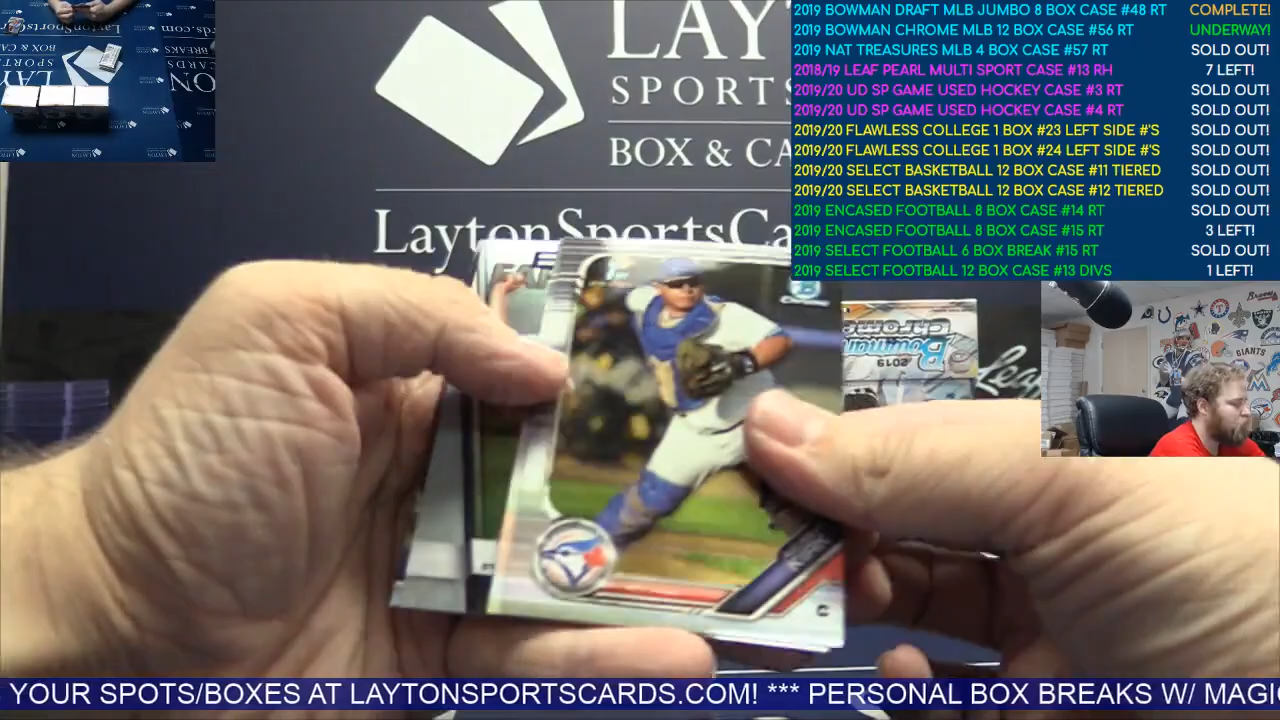 2019 BOWMAN DRAFT MLB JUMBO 8 BOX CASE #48 RT COMPLETE!
2019 BOWMAN CHROME MLB 12 BOX CASE #56 RT UNDERWAY!
2019 NAT TREASURES MLB 4 BOX CASE #57 RT SOLD OUT!
2018/19 LEAF PEARL MULTI SPORT CASE #13 RH 7 LEFT!
2019/20 UD SP GAME USED HOCKEY CASE #3 RT SOLD OUT!
2019/20 UD SP GAME USED HOCKEY CASE #4 RT SOLD OUT!
2019/20 FLAWLESS COLLEGE 1 BOX #23 LEFT SIDE #'S SOLD OUT!
2019/20 FLAWLESS COLLEGE 1 BOX #24 LEFT SIDE #'S SOLD OUT!
2019/20 SELECT BASKETBALL 12 BOX CASE #11 TIERED SOLD OUT!
2019/20 SELECT BASKETBALL 12 BOX CASE #12 TIERED SOLD OUT!
2019 ENCASED FOOTBALL 8 BOX CASE #14 RT SOLD OUT!
2019 ENCASED FOOTBALL 8 BOX CASE #15 RT 3 LEFT!
2019 SELECT FOOTBALL 6 BOX BREAK #15 RT SOLD OUT!
2019 SELECT FOOTBALL 12 BOX CASE #13 DIVS 1 LEFT!
LAY
SPORTS
BOX & CA
LaytonSportsCa
Bowman
Chrome
2019
Leaf
GIANTS
YOUR SPOTS/BOXES AT LAYTONSPORTSCARDS.COM! *** PERSONAL BOX BREAKS W/ MAGIC